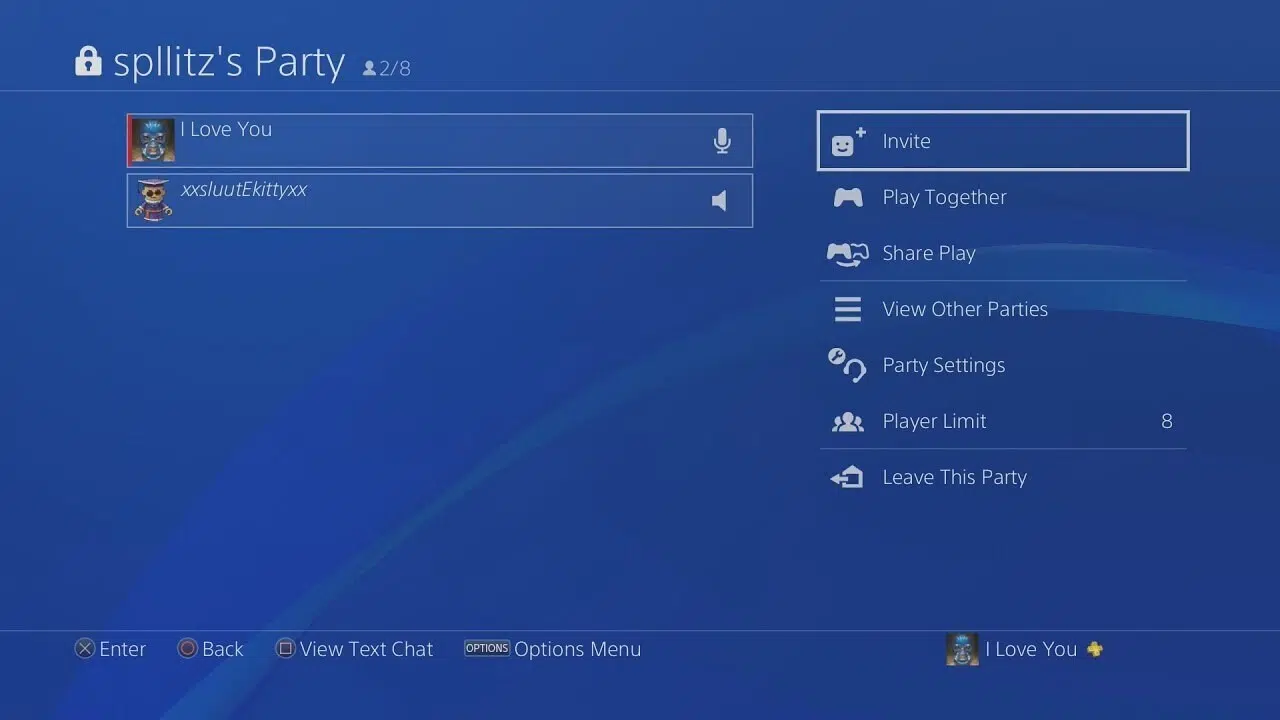 spllitz's Party 2/8
I Love You
xxsluutEkittyxx
Invite
Play Together
Share Play
View Other Parties
Party Settings
Player Limit 8
Leave This Party
Enter Back View Text Chat OPTIONS Options Menu I Love You